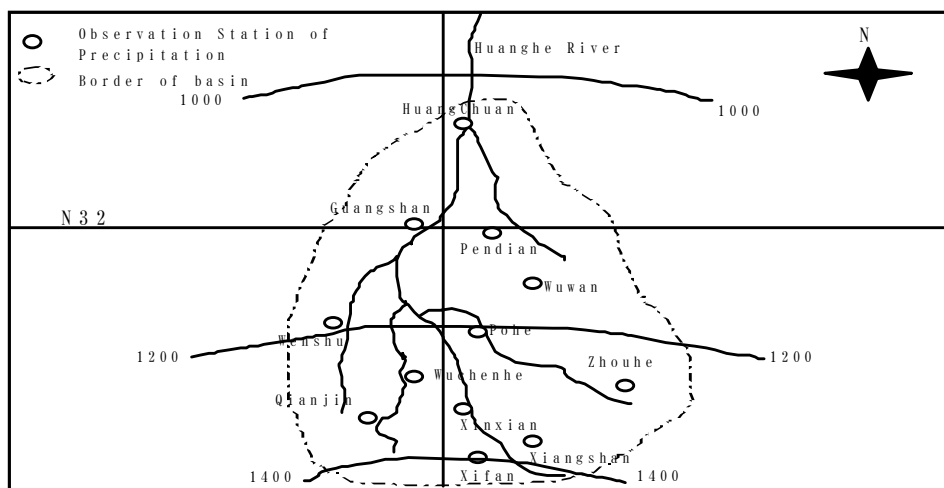 Observation Station of
Precipitation
Border of basin
Huanghe River
N
1000
1000
HuangChuan
Guangshan
N32
Pendian
Wuwan
Wenshu
Pohe
1200
1200
Zhouhe
Wuchenhe
Qianjin
Xinxian
Xiangshan
1400
Xifan
1400